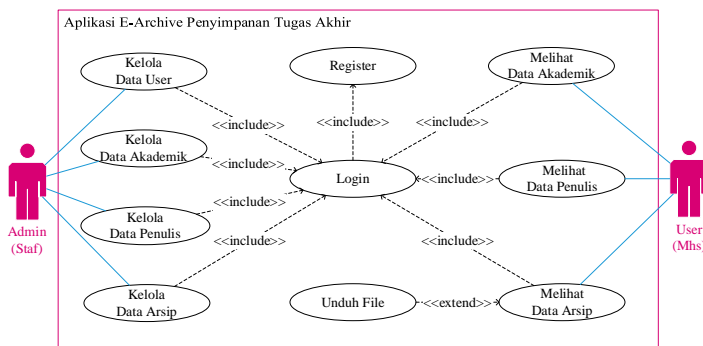 Aplikasi E-Archive Penyimpanan Tugas Akhir
Kelola
Data User
Register
Melihat
Data Akademik
<<include>>
<<include>>
<<include>>
Kelola
Data Akademik
<<include>>
Login
<<include>>
Melihat
Data Penulis
Admin
(Staf)
User
(Mhs)
Kelola
Data Penulis
<<include>>
<<include>>
<<include>>
Kelola
Data Arsip
Unduh File
<<extend>>
Melihat
Data Arsip